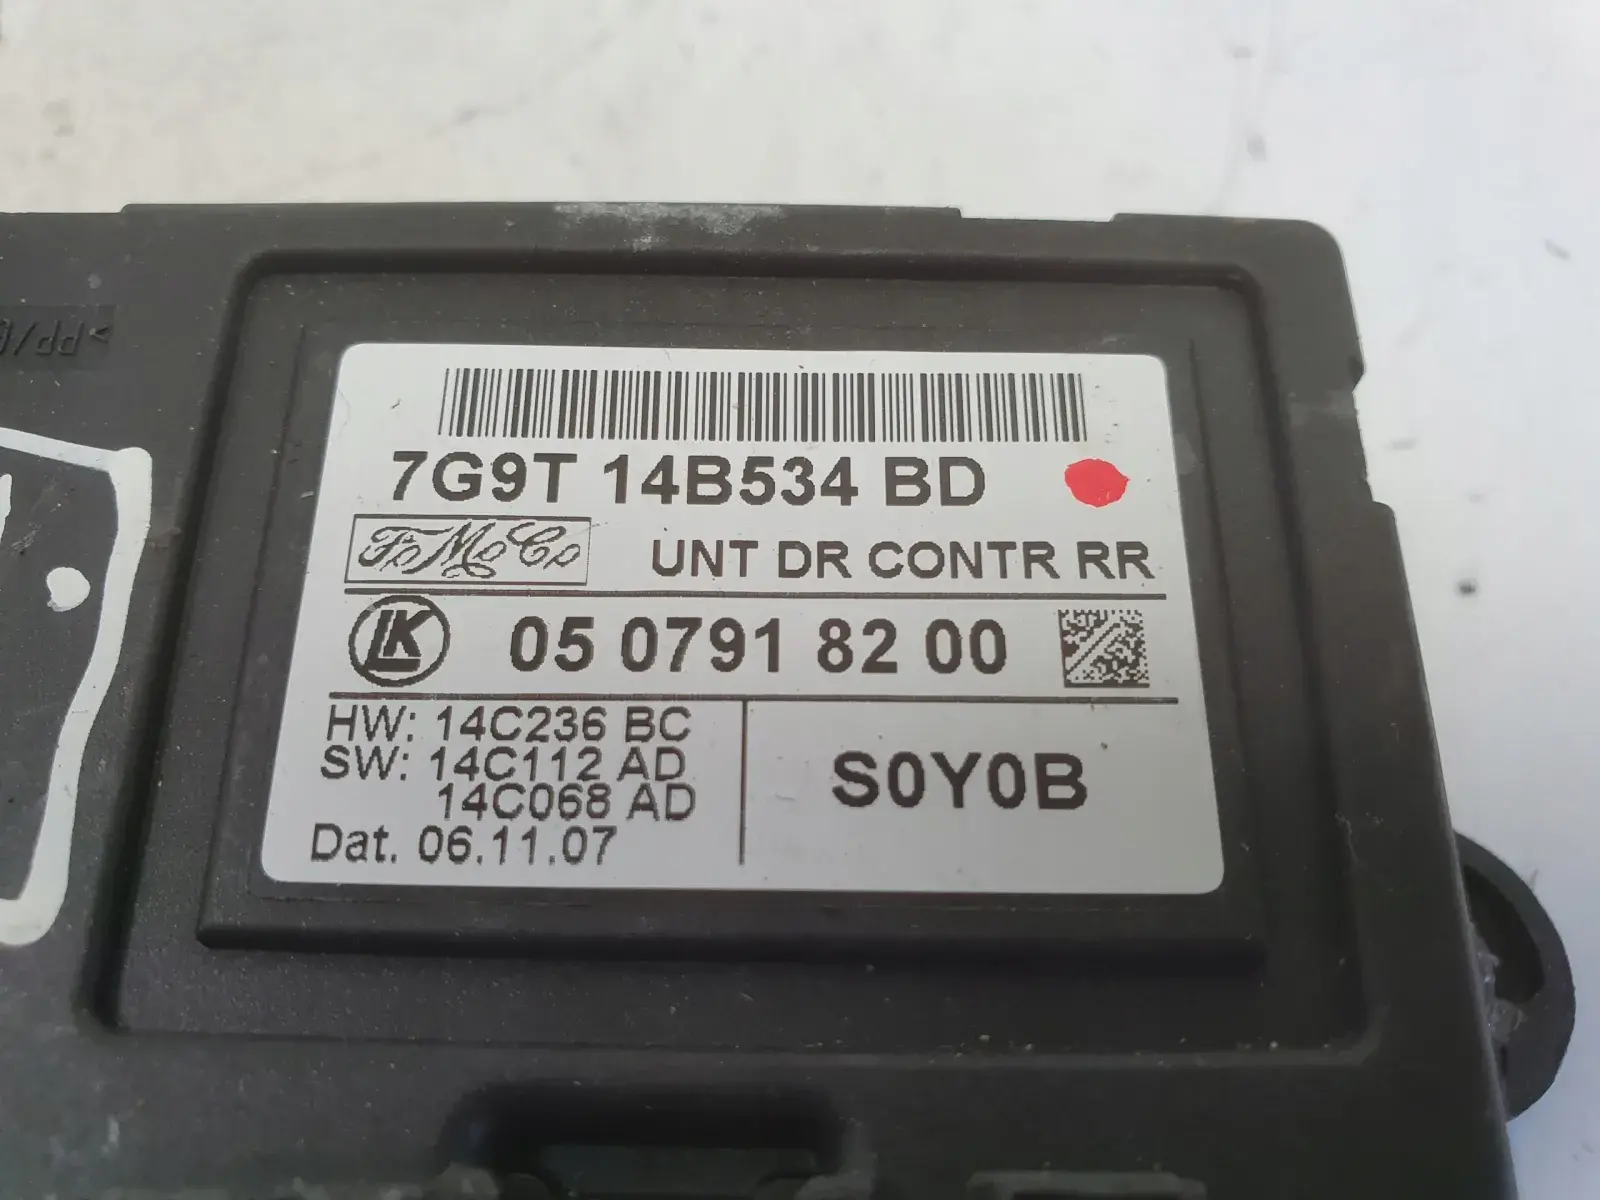 >PP/
7G9T 14B534 BD
FoMoCo
UNT DR CONTR RR
LK
05 0791 82 00
HW: 14C236 BC
SW: 14C112 AD
14C068 AD
Dat. 06.11.07
S0Y0B